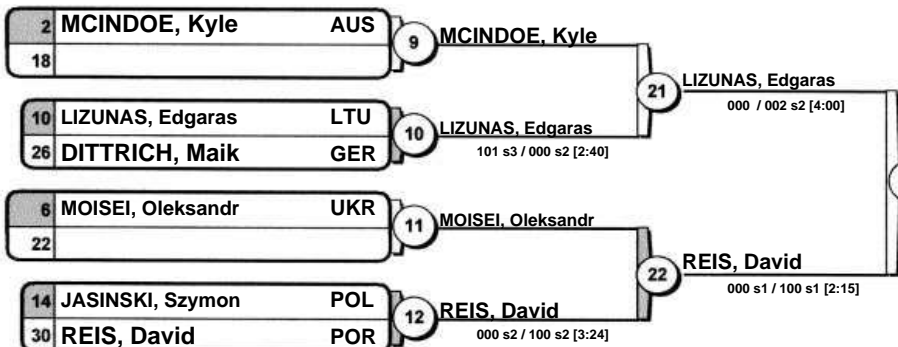 2 MCINDOE, Kyle AUS
18
9
MCINDOE, Kyle
10 LIZUNAS, Edgaras LTU
26 DITTRICH, Maik GER
10
LIZUNAS, Edgaras
101 s3 / 000 s2 [2:40]
21
LIZUNAS, Edgaras
000 / 002 s2 [4:00]
6 MOISEI, Oleksandr UKR
22
11
MOISEI, Oleksandr
14 JASINSKI, Szymon POL
30 REIS, David POR
12
REIS, David
000 s2 / 100 s2 [3:24]
22
REIS, David
000 s1 / 100 s1 [2:15]